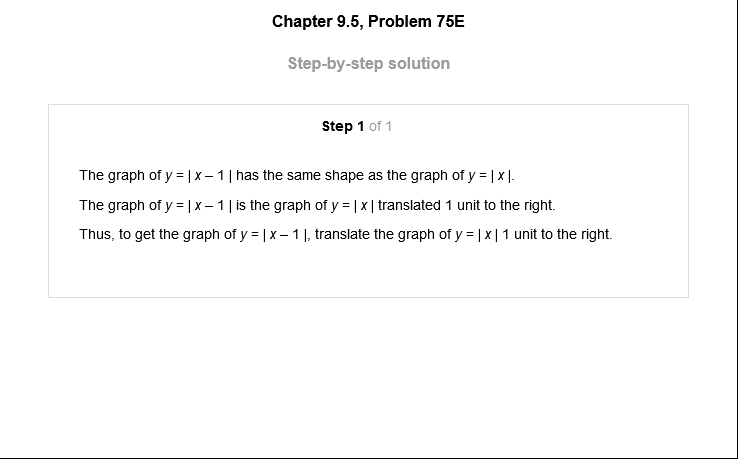 Chapter 9.5, Problem 75E
Step-by-step solution
Step 1 of 1
The graph of y = | x – 1 | has the same shape as the graph of y = | x |.
The graph of y = | x – 1 | is the graph of y = | x | translated 1 unit to the right.
Thus, to get the graph of y = | x – 1 |, translate the graph of y = | x | 1 unit to the right.